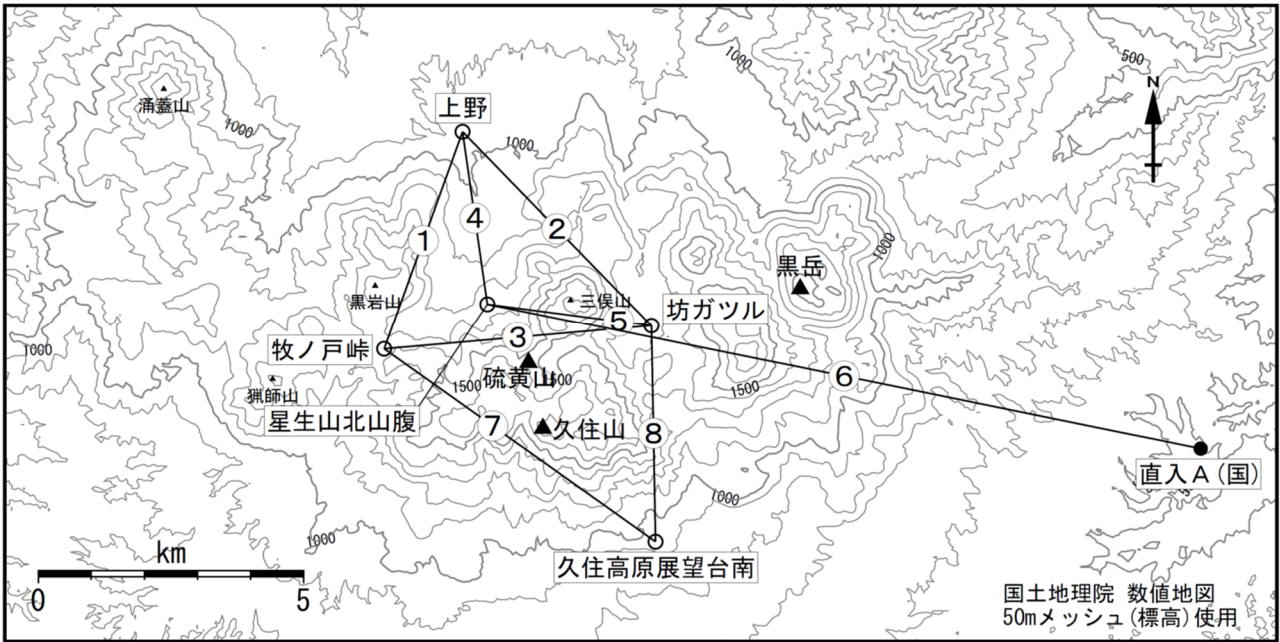 1000
500
N
涌蓋山
1000
上野
1000
4
2
1
1000
黒岳
黒岩山
三俣山
坊ガツル
5
3
牧ノ戸峠
1000
硫黄山
1500
1500
1500
6
猟師山
星生山北山腹
7
久住山
8
直入A(国)
1000
1000
km
久住高原展望台南
0
5
国土地理院 数値地図
50mメッシュ(標高)使用